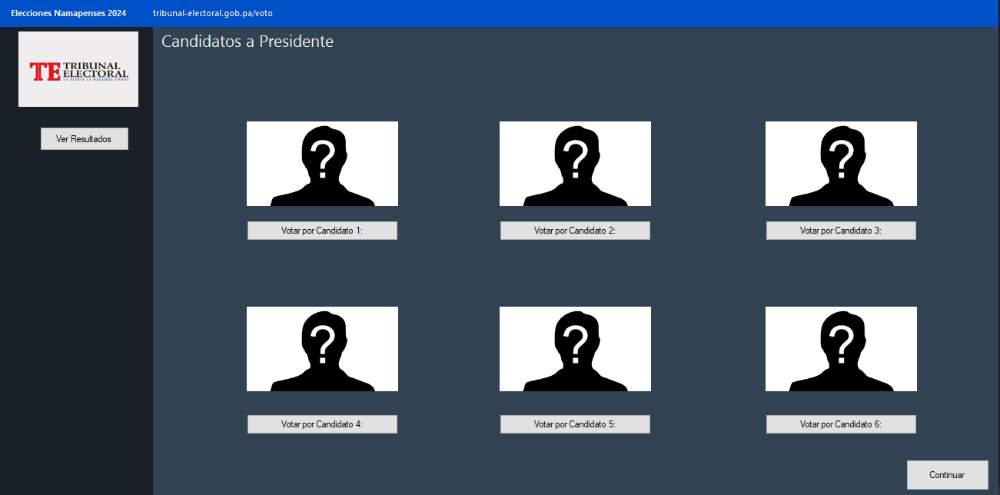 Elecciones Namapenses 2024
tribunal-electoral.gob.pa/voto
TE TRIBUNAL
ELECTORAL
LA PATRIA LA HACEMOS TODOS
Ver Resultados
Candidatos a Presidente
?
?
?
Votar por Candidato 1:
Votar por Candidato 2:
Votar por Candidato 3:
?
?
?
Votar por Candidato 4:
Votar por Candidato 5:
Votar por Candidato 6:
Continuar